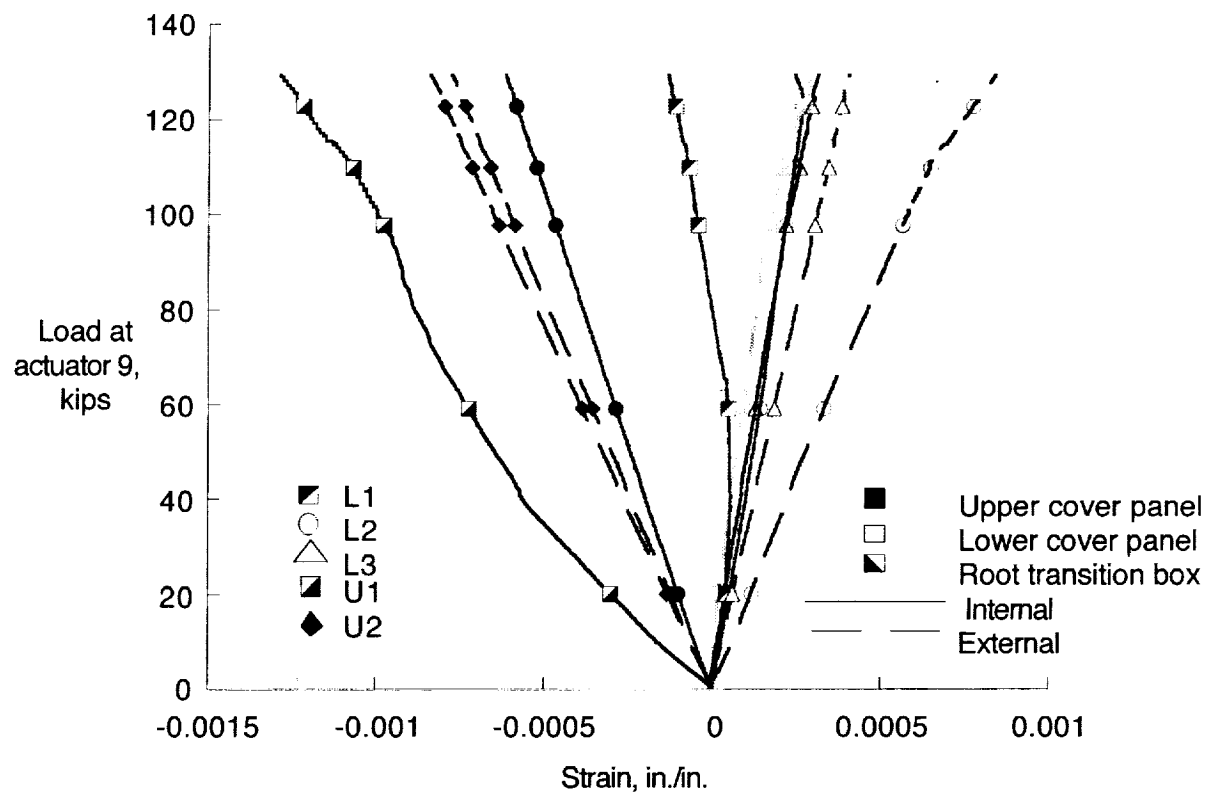 140
120
100
80
60
40
20
0
Load at
actuator 9,
kips
L1
L2
L3
U1
U2
Upper cover panel
Lower cover panel
Root transition box
Internal
External
-0.0015
-0.001
-0.0005
0
0.0005
0.001
Strain, in./in.